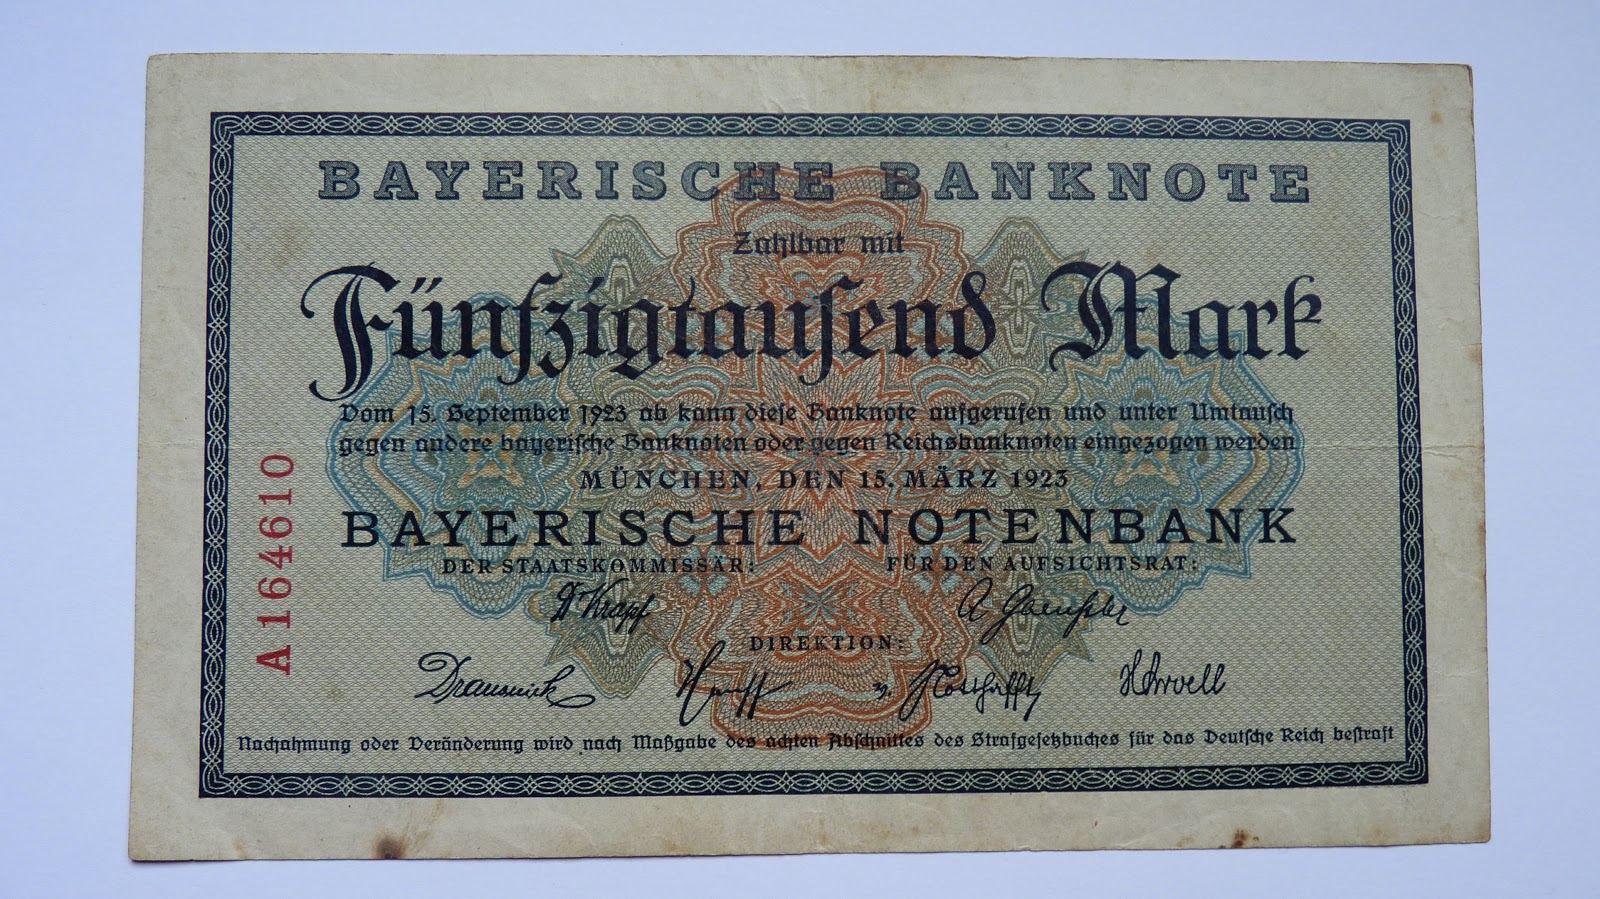 BAYERISCHE BANKNOTE
Zahlbar mit
Fünfzigtausend Mark
Vom 15. September 1923 ab kann diese Banknote aufgerufen und unter Umtausch
gegen andere bayerische Banknoten oder gegen Reichsbanknoten eingezogen werden
MÜNCHEN, DEN 15. MÄRZ 1923
BAYERISCHE NOTENBANK
DER STAATSKOMMISSÄR: FÜR DEN AUFSICHTSRAT:
Dr Krapf
DIREKTION:
Drausnick
Nachahmung oder Veränderung wird nach Maßgabe des achten Abschnittes des Strafgesetzbuches für das Deutsche Reich bestraft
A 164610